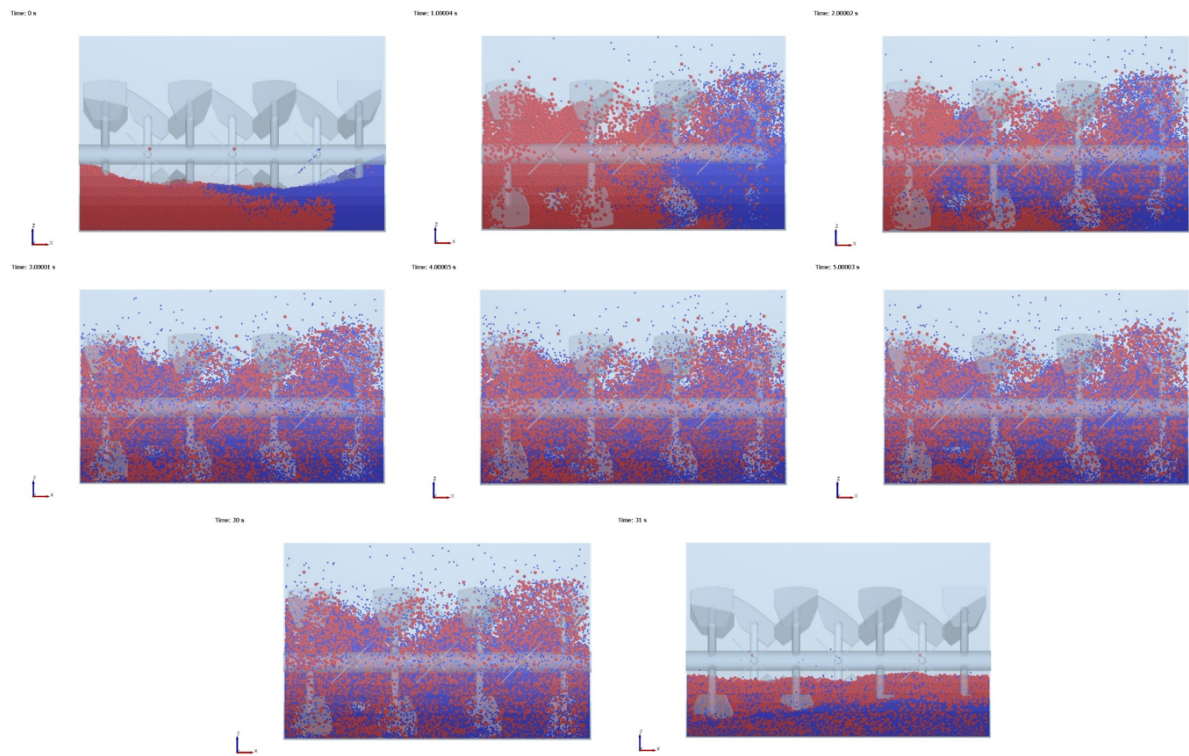 Time: 0 s
Time: 1.00004 s
Time: 2.00002 s
Z
X
Z
X
Z
X
Time: 3.00001 s
Time: 4.00005 s
Time: 5.00003 s
Z
X
Z
X
Z
X
Time: 30 s
Time: 31 s
Z
X
Z
X